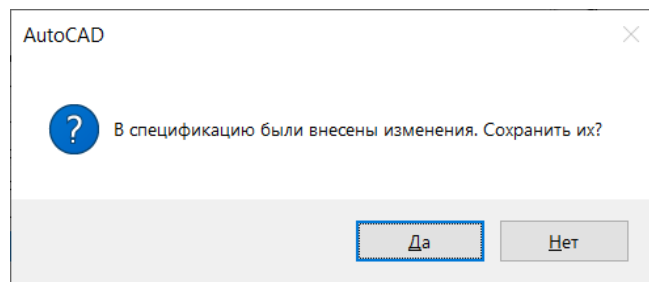 AutoCAD
В спецификацию были внесены изменения. Сохранить их?
Да
Нет